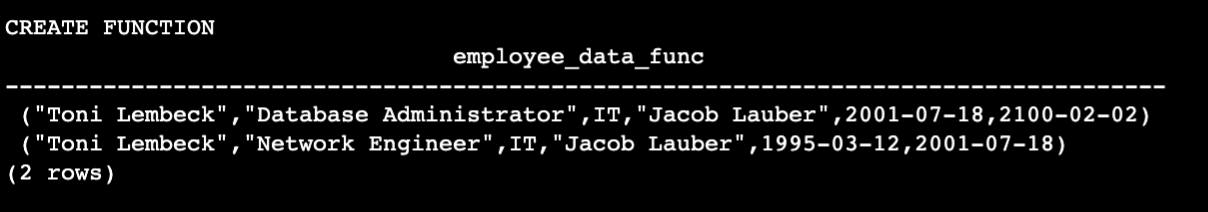 CREATE FUNCTION
employee_data_func
-----------------------------------------------------------------------------------
("Toni Lembeck","Database Administrator",IT,"Jacob Lauber",2001-07-18,2100-02-02)
("Toni Lembeck","Network Engineer",IT,"Jacob Lauber",1995-03-12,2001-07-18)
(2 rows)